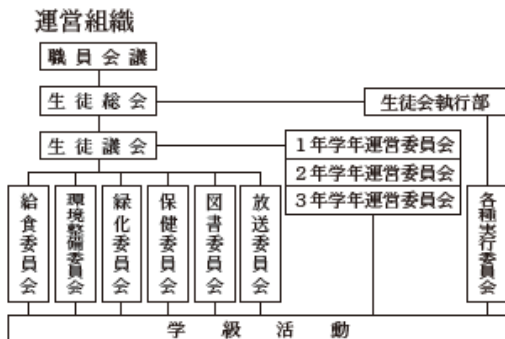 運営組織
職員会議
生徒総会
生徒会執行部
生徒議会
1年学年運営委員会
2年学年運営委員会
3年学年運営委員会
給食委員会
環境整備委員会
緑化委員会
保健委員会
図書委員会
放送委員会
各種実行委員会
学級活動